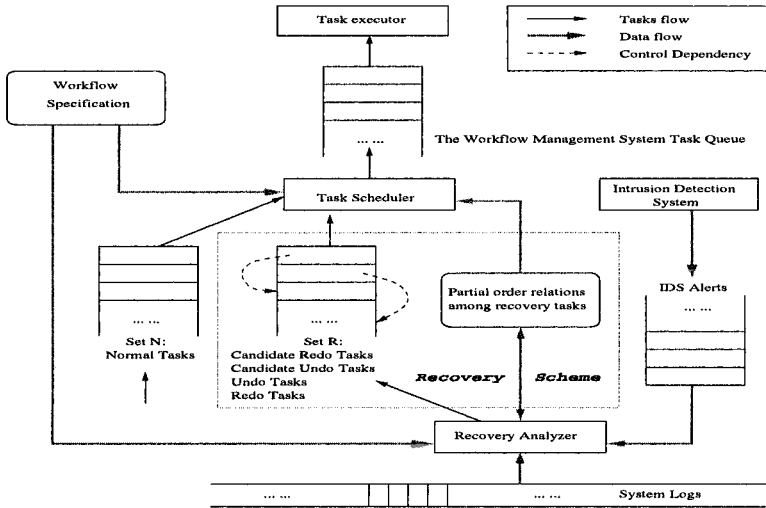 Task executor
Tasks flow
Data flow
Control Dependency
Workflow
Specification
... ...
The Workflow Management System Task Queue
Task Scheduler
Intrusion Detection
System
IDS Alerts
... ...
Partial order relations
among recovery tasks
... ...
... ...
Set N:
Normal Tasks
Set R:
Candidate Redo Tasks
Candidate Undo Tasks
Undo Tasks
Redo Tasks
Recovery Scheme
Recovery Analyzer
... ...
... ...
System Logs